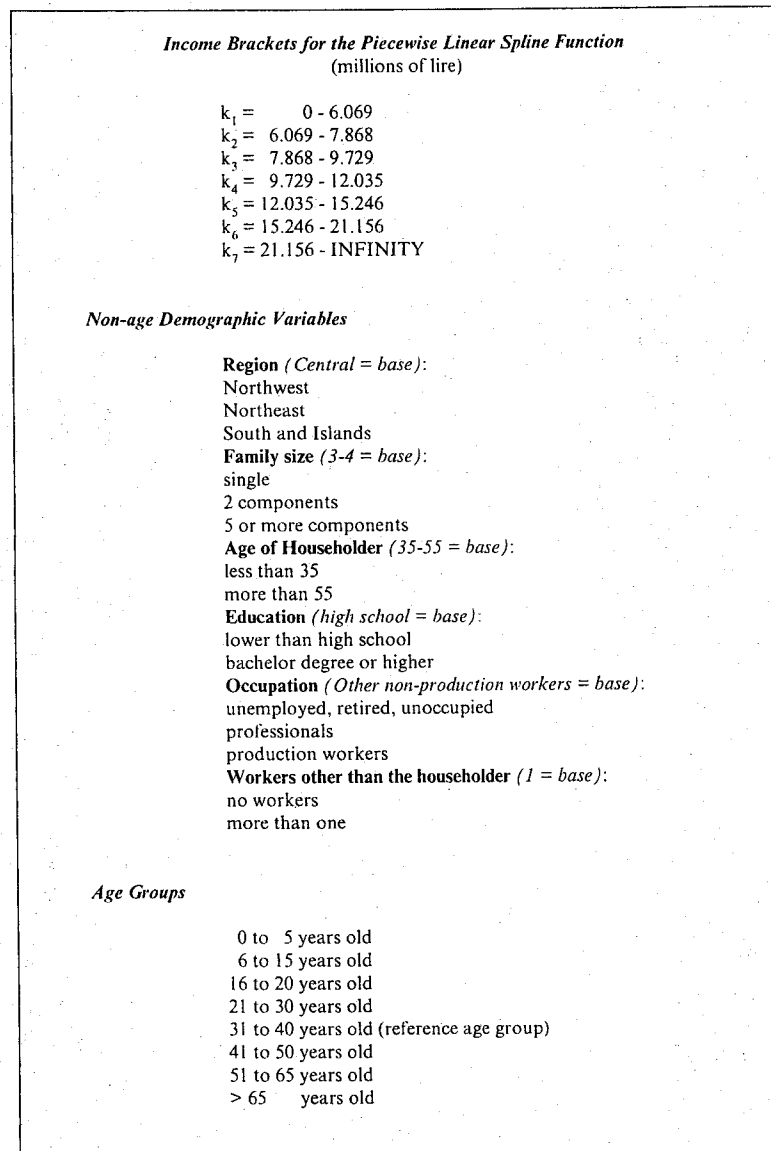 Income Brackets for the Piecewise Linear Spline Function
(millions of lire)
k1 = 0 - 6.069
k2 = 6.069 - 7.868
k3 = 7.868 - 9.729
k4 = 9.729 - 12.035
k5 = 12.035 - 15.246
k6 = 15.246 - 21.156
k7 = 21.156 - INFINITY
Non-age Demographic Variables
Region (Central = base):
Northwest
Northeast
South and Islands
Family size (3-4 = base):
single
2 components
5 or more components
Age of Householder (35-55 = base):
less than 35
more than 55
Education (high school = base):
lower than high school
bachelor degree or higher
Occupation (Other non-production workers = base):
unemployed, retired, unoccupied
professionals
production workers
Workers other than the householder (1 = base):
no workers
more than one
Age Groups
0 to 5 years old
6 to 15 years old
16 to 20 years old
21 to 30 years old
31 to 40 years old (reference age group)
41 to 50 years old
51 to 65 years old
> 65 years old